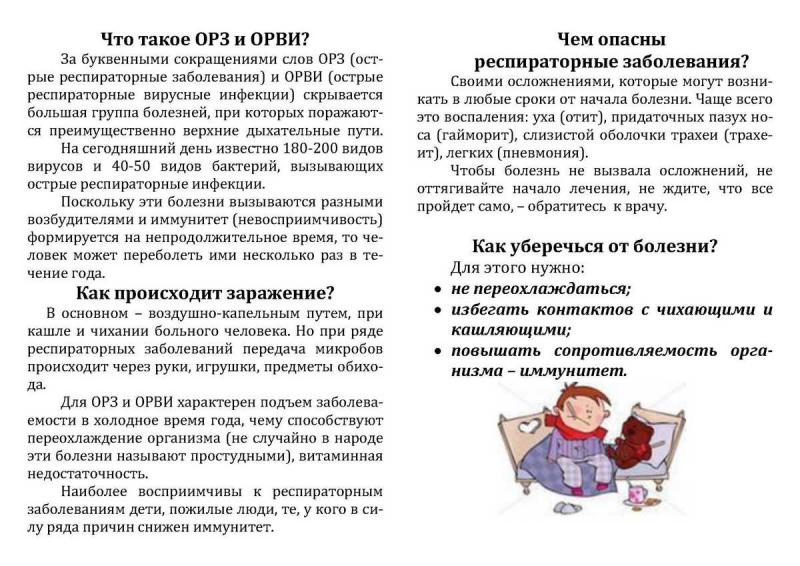 Что такое ОРЗ и ОРВИ?
За буквенными сокращениями слов ОРЗ (ост-
рые респираторные заболевания) и ОРВИ (острые
респираторные вирусные инфекции) скрывается
большая группа болезней, при которых поражают-
ся преимущественно верхние дыхательные пути.
На сегодняшний день известно 180-200 видов
вирусов и 40-50 видов бактерий, вызывающих
острые респираторные инфекции.
Поскольку эти болезни вызываются разными
возбудителями и иммунитет (невосприимчивость)
формируется на непродолжительное время, то че-
ловек может переболеть ими несколько раз в те-
чение года.
Как происходит заражение?
В основном – воздушно-капельным путем, при
кашле и чихании больного человека. Но при ряде
респираторных заболеваний передача микробов
происходит через руки, игрушки, предметы обихо-
да.
Для ОРЗ и ОРВИ характерен подъем заболева-
емости в холодное время года, чему способствуют
переохлаждение организма (не случайно в народе
эти болезни называют простудными), витаминная
недостаточность.
Наиболее восприимчивы к респираторным
заболеваниям дети, пожилые люди, те, у кого в си-
лу ряда причин снижен иммунитет.
Чем опасны
респираторные заболевания?
Своими осложнениями, которые могут возни-
кать в любые сроки от начала болезни. Чаще всего
это воспаления: уха (отит), придаточных пазух но-
са (гайморит), слизистой оболочки трахеи (трахе-
ит), легких (пневмония).
Чтобы болезнь не вызвала осложнений, не
оттягивайте начало лечения, не ждите, что все
пройдет само, – обратитесь к врачу.
Как уберечься от болезни?
Для этого нужно:
• не переохлаждаться;
• избегать контактов с чихающими и
кашляющими;
• повышать сопротивляемость орга-
низма – иммунитет.